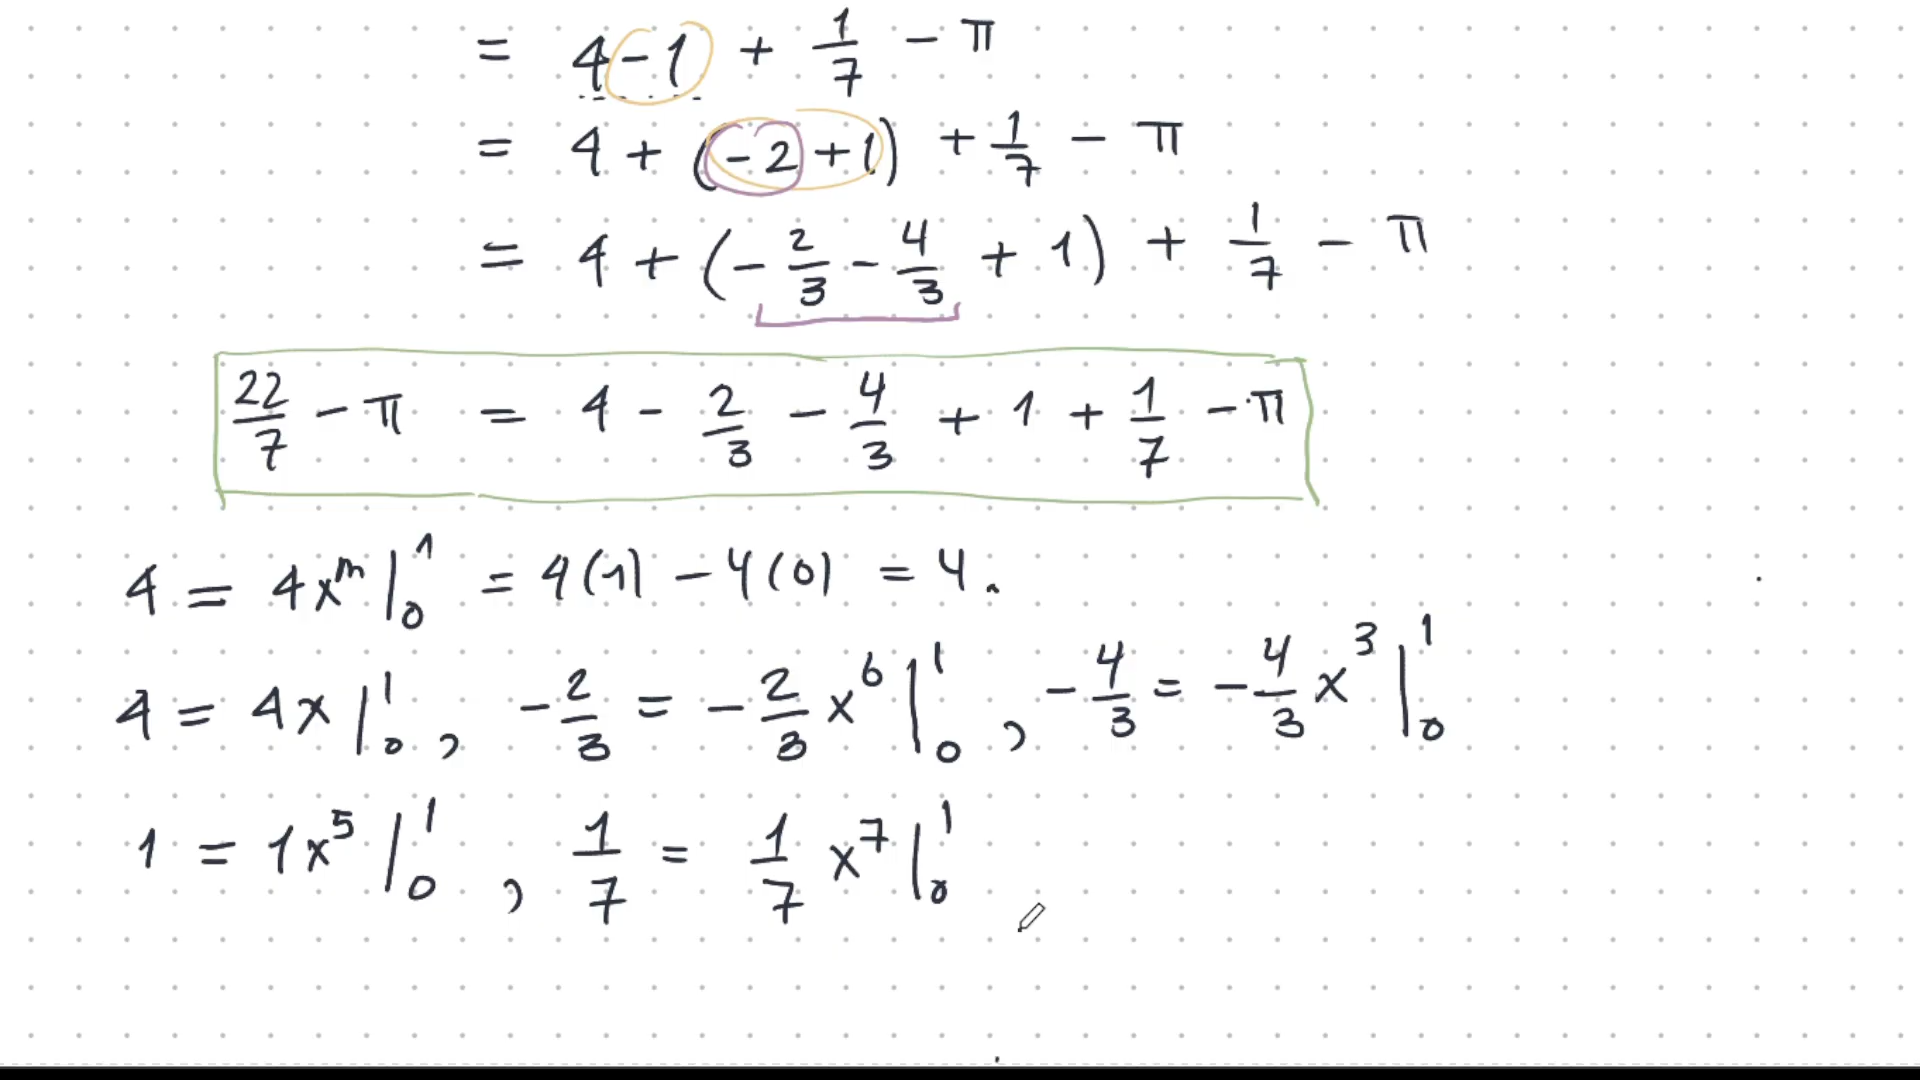 = 4 - 1 + 1/7 - π
= 4 + (-2 + 1) + 1/7 - π
= 4 + (- 2/3 - 4/3 + 1) + 1/7 - π
22/7 - π = 4 - 2/3 - 4/3 + 1 + 1/7 - π
4 = 4x^m |_0^1 = 4(1) - 4(0) = 4.
4 = 4x |_0^1 , - 2/3 = - 2/3 x^6 |_0^1 , - 4/3 = - 4/3 x^3 |_0^1
1 = 1x^5 |_0^1 , 1/7 = 1/7 x^7 |_0^1